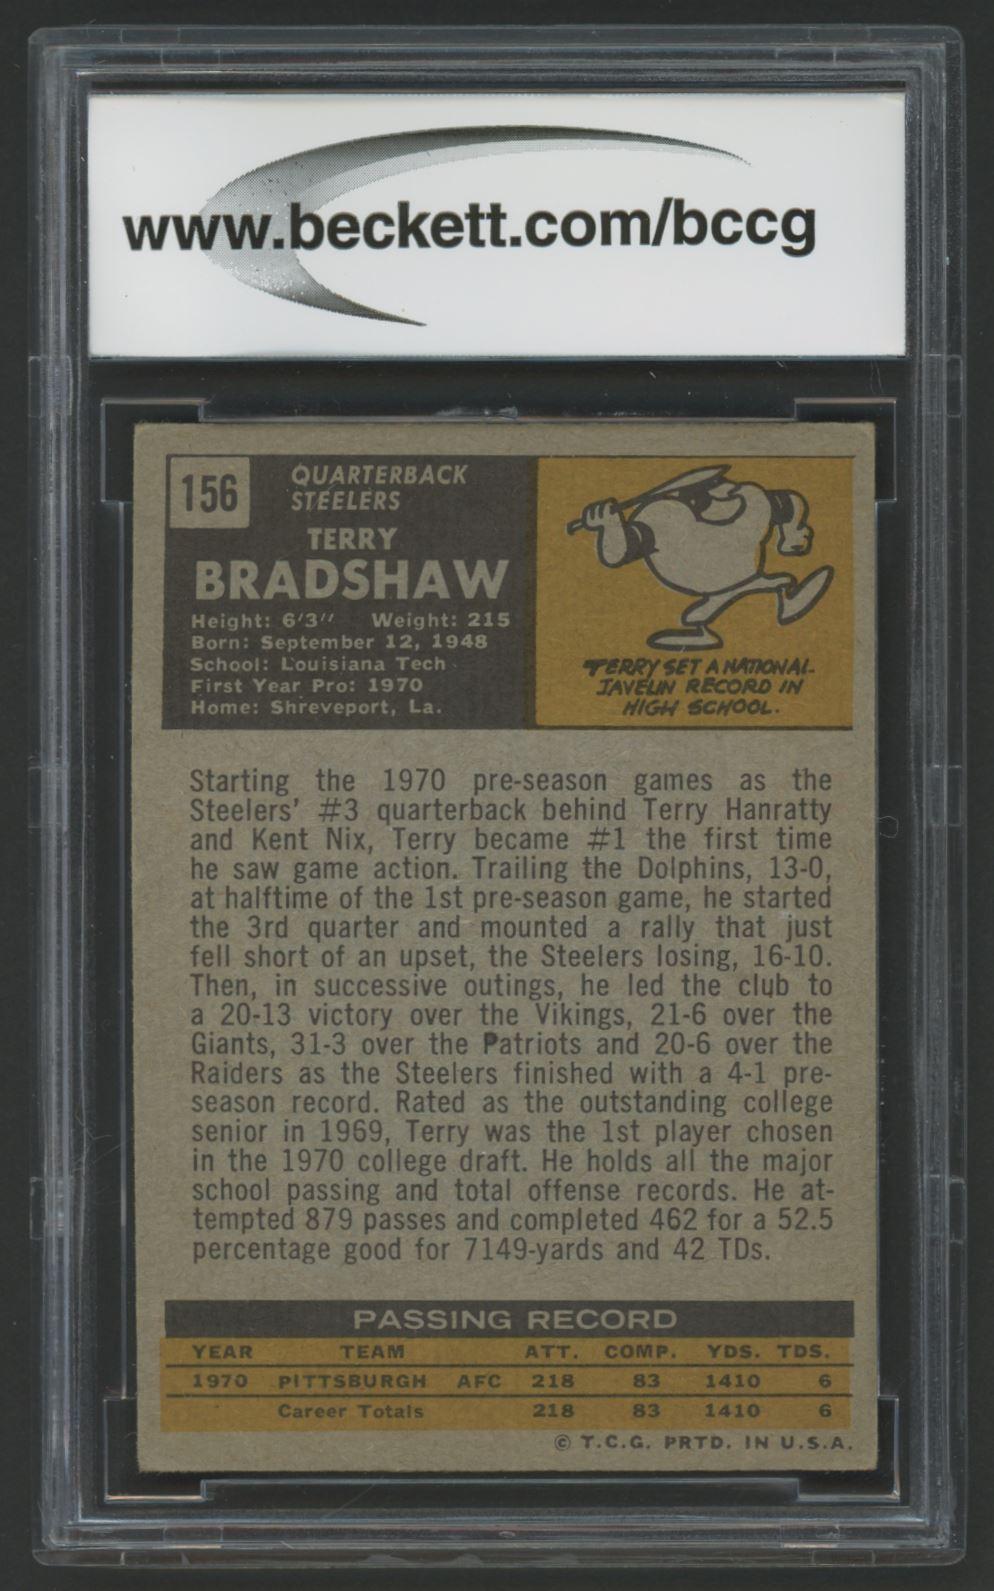 www.beckett.com/bccg
156
QUARTERBACK
STEELERS
TERRY
BRADSHAW
Height: 6'3" Weight: 215
Born: September 12, 1948
School: Louisiana Tech
First Year Pro: 1970
Home: Shreveport, La.
TERRY SET A NATIONAL
JAVELIN RECORD IN
HIGH SCHOOL.
Starting the 1970 pre-season games as the
Steelers' #3 quarterback behind Terry Hanratty
and Kent Nix, Terry became #1 the first time
he saw game action. Trailing the Dolphins, 13-0,
at halftime of the 1st pre-season game, he started
the 3rd quarter and mounted a rally that just
fell short of an upset, the Steelers losing, 16-10.
Then, in successive outings, he led the club to
a 20-13 victory over the Vikings, 21-6 over the
Giants, 31-3 over the Patriots and 20-6 over the
Raiders as the Steelers finished with a 4-1 pre-
season record. Rated as the outstanding college
senior in 1969, Terry was the 1st player chosen
in the 1970 college draft. He holds all the major
school passing and total offense records. He at-
tempted 879 passes and completed 462 for a 52.5
percentage good for 7149-yards and 42 TDs.
PASSING RECORD
YEAR TEAM ATT. COMP. YDS. TDS.
1970 PITTSBURGH AFC 218 83 1410 6
Career Totals 218 83 1410 6
© T.C.G. PRTD. IN U.S.A.